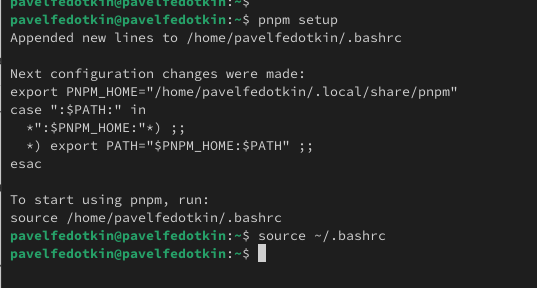 pavelfedotkin@pavelfedotkin:~$
pavelfedotkin@pavelfedotkin:~$ pnpm setup
Appended new lines to /home/pavelfedotkin/.bashrc
Next configuration changes were made:
export PNPM_HOME="/home/pavelfedotkin/.local/share/pnpm"
case ":$PATH:" in
  *":$PNPM_HOME:"*) ;;
  *) export PATH="$PNPM_HOME:$PATH" ;;
esac
To start using pnpm, run:
source /home/pavelfedotkin/.bashrc
pavelfedotkin@pavelfedotkin:~$ source ~/.bashrc
pavelfedotkin@pavelfedotkin:~$